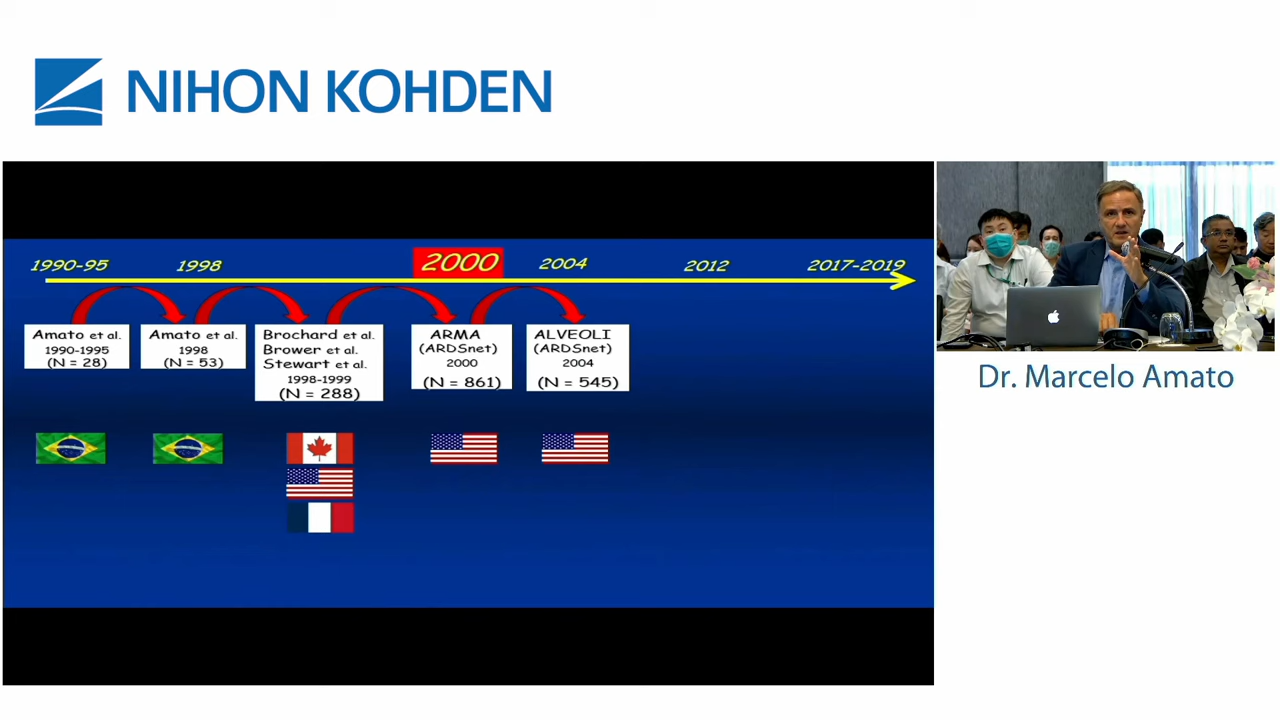 NIHON KOHDEN
1990-95 1998 2000 2004 2012 2017-2019
Amato et al.
1990-1995
(N = 28)
Amato et al.
1998
(N = 53)
Brochard et al.
Brower et al.
Stewart et al.
1998-1999
(N = 288)
ARMA
(ARDSnet)
2000
(N = 861)
ALVEOLI
(ARDSnet)
2004
(N = 545)
Dr. Marcelo Amato